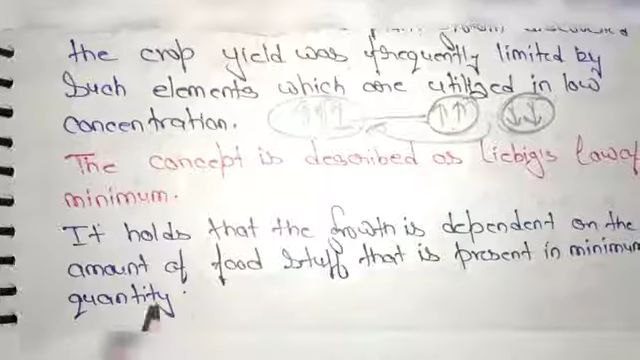 the crop yield was frequently limited by
such elements which are utilized in low
concentration.
The concept is described as Liebig's law of
minimum.
It holds that the growth is dependent on the
amount of food stuff that is present in minimum
quantity.